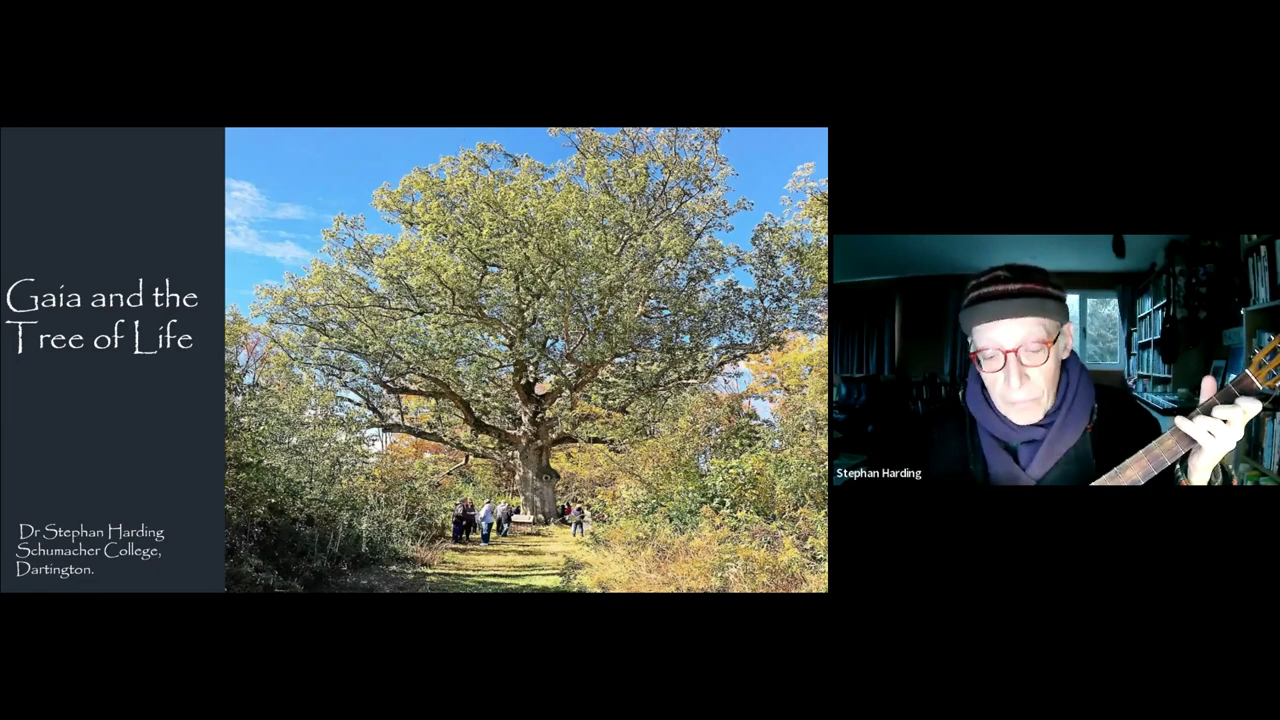 Gaia and the
Tree of Life
Dr Stephan Harding
Schumacher College,
Dartington.
Stephan Harding